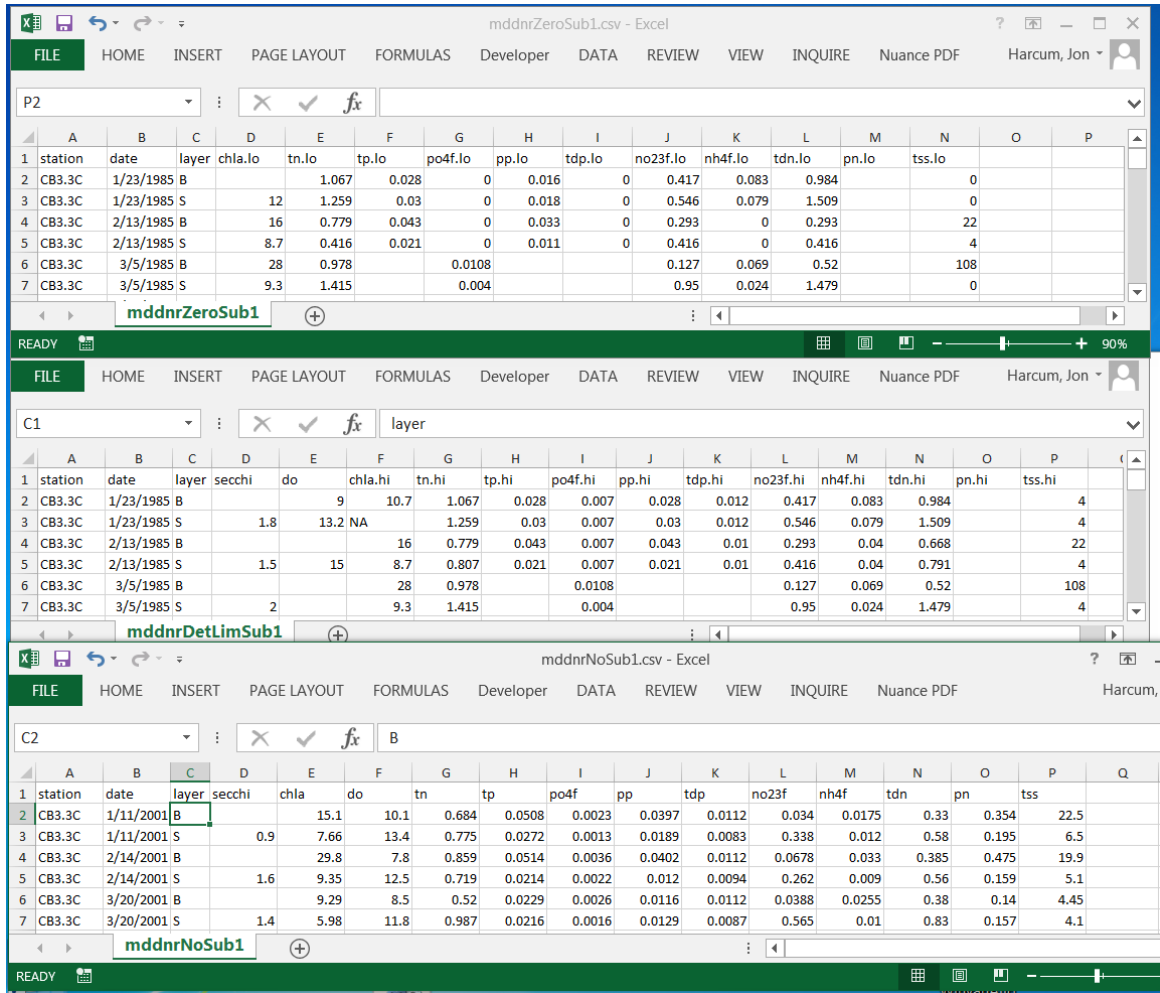 mddnrZeroSub1.csv - Excel ?
FILE HOME INSERT PAGE LAYOUT FORMULAS Developer DATA REVIEW VIEW INQUIRE Nuance PDF Harcum, Jon
P2 fx
A B C D E F G H I J K L M N O P
1 station date layer chla.lo tn.lo tp.lo po4f.lo pp.lo tdp.lo no23f.lo nh4f.lo tdn.lo pn.lo tss.lo
2 CB3.3C 1/23/1985 B 1.067 0.028 0 0.016 0 0.417 0.083 0.984 0
3 CB3.3C 1/23/1985 S 12 1.259 0.03 0 0.018 0 0.546 0.079 1.509 0
4 CB3.3C 2/13/1985 B 16 0.779 0.043 0 0.033 0 0.293 0 0.293 22
5 CB3.3C 2/13/1985 S 8.7 0.416 0.021 0 0.011 0 0.416 0 0.416 4
6 CB3.3C 3/5/1985 B 28 0.978 0.0108 0.127 0.069 0.52 108
7 CB3.3C 3/5/1985 S 9.3 1.415 0.004 0.95 0.024 1.479 0
mddnrZeroSub1
READY 90%
FILE HOME INSERT PAGE LAYOUT FORMULAS Developer DATA REVIEW VIEW INQUIRE Nuance PDF Harcum, Jon
C1 fx layer
A B C D E F G H I J K L M N O P
1 station date layer secchi do chla.hi tn.hi tp.hi po4f.hi pp.hi tdp.hi no23f.hi nh4f.hi tdn.hi pn.hi tss.hi
2 CB3.3C 1/23/1985 B 9 10.7 1.067 0.028 0.007 0.028 0.012 0.417 0.083 0.984 4
3 CB3.3C 1/23/1985 S 1.8 13.2 NA 1.259 0.03 0.007 0.03 0.012 0.546 0.079 1.509 4
4 CB3.3C 2/13/1985 B 16 0.779 0.043 0.007 0.043 0.01 0.293 0.04 0.668 22
5 CB3.3C 2/13/1985 S 1.5 15 8.7 0.807 0.021 0.007 0.021 0.01 0.416 0.04 0.791 4
6 CB3.3C 3/5/1985 B 28 0.978 0.0108 0.127 0.069 0.52 108
7 CB3.3C 3/5/1985 S 2 9.3 1.415 0.004 0.95 0.024 1.479 4
mddnrDetLimSub1
mddnrNoSub1.csv - Excel ?
FILE HOME INSERT PAGE LAYOUT FORMULAS Developer DATA REVIEW VIEW INQUIRE Nuance PDF Harcum,
C2 fx B
A B C D E F G H I J K L M N O P Q
1 station date layer secchi chla do tn tp po4f pp tdp no23f nh4f tdn pn tss
2 CB3.3C 1/11/2001 B 15.1 10.1 0.684 0.0508 0.0023 0.0397 0.0112 0.034 0.0175 0.33 0.354 22.5
3 CB3.3C 1/11/2001 S 0.9 7.66 13.4 0.775 0.0272 0.0013 0.0189 0.0083 0.338 0.012 0.58 0.195 6.5
4 CB3.3C 2/14/2001 B 29.8 7.8 0.859 0.0514 0.0036 0.0402 0.0112 0.0678 0.033 0.385 0.475 19.9
5 CB3.3C 2/14/2001 S 1.6 9.35 12.5 0.719 0.0214 0.0022 0.012 0.0094 0.262 0.009 0.56 0.159 5.1
6 CB3.3C 3/20/2001 B 9.29 8.5 0.52 0.0229 0.0026 0.0116 0.0112 0.0388 0.0255 0.38 0.14 4.45
7 CB3.3C 3/20/2001 S 1.4 5.98 11.8 0.987 0.0216 0.0016 0.0129 0.0087 0.565 0.01 0.83 0.157 4.1
mddnrNoSub1
READY